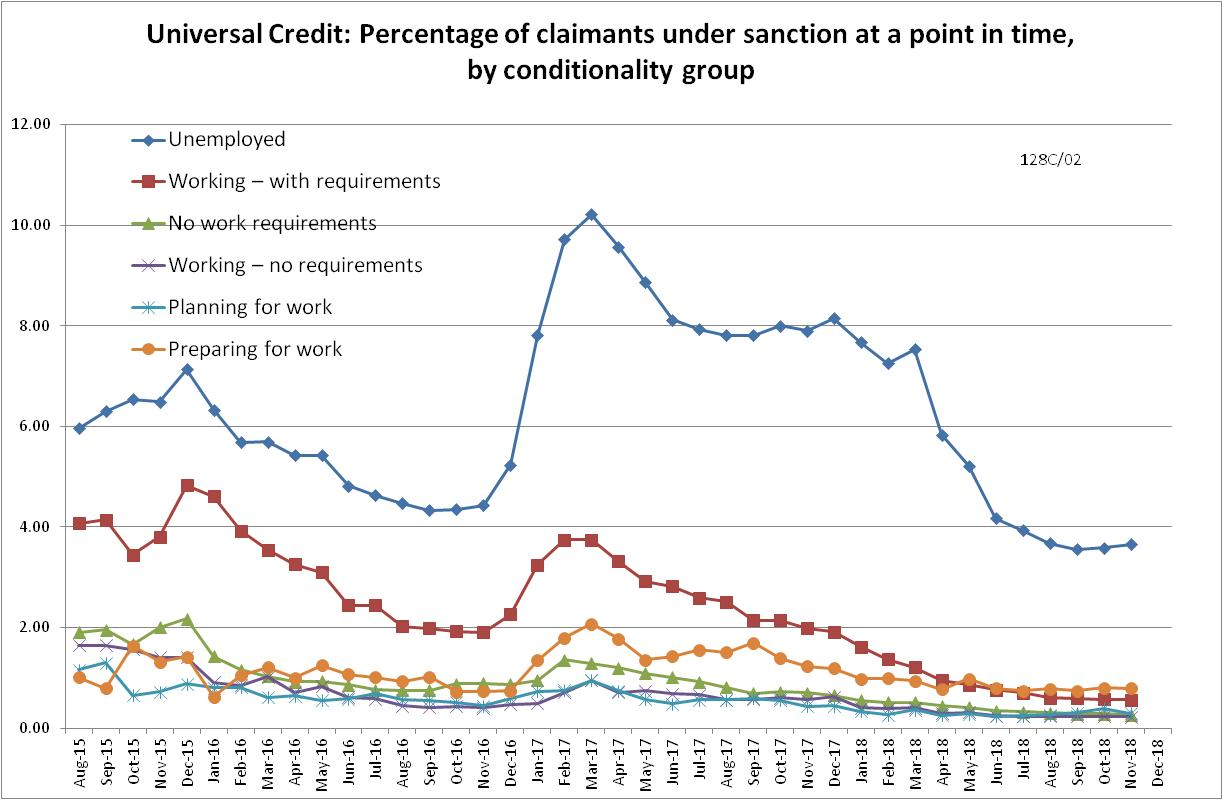 Universal Credit: Percentage of claimants under sanction at a point in time,
by conditionality group
12.00
10.00
8.00
6.00
4.00
2.00
0.00
Unemployed
Working – with requirements
No work requirements
Working – no requirements
Planning for work
Preparing for work
128C/02
Aug-15
Sep-15
Oct-15
Nov-15
Dec-15
Jan-16
Feb-16
Mar-16
Apr-16
May-16
Jun-16
Jul-16
Aug-16
Sep-16
Oct-16
Nov-16
Dec-16
Jan-17
Feb-17
Mar-17
Apr-17
May-17
Jun-17
Jul-17
Aug-17
Sep-17
Oct-17
Nov-17
Dec-17
Jan-18
Feb-18
Mar-18
Apr-18
May-18
Jun-18
Jul-18
Aug-18
Sep-18
Oct-18
Nov-18
Dec-18